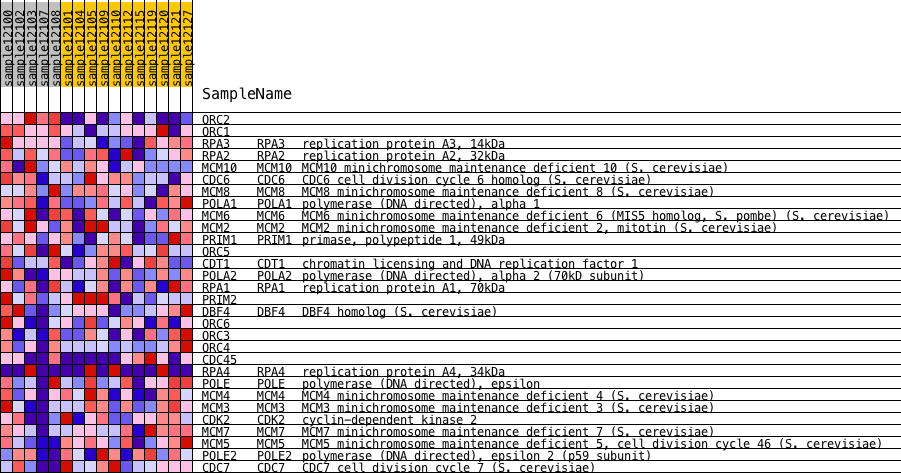 sample12100
sample12102
sample12103
sample12107
sample12108
sample12101
sample12104
sample12105
sample12109
sample12110
sample12112
sample12115
sample12119
sample12120
sample12121
sample12127
SampleName
ORC2
ORC1
RPA3 RPA3 replication protein A3, 14kDa
RPA2 RPA2 replication protein A2, 32kDa
MCM10 MCM10 MCM10 minichromosome maintenance deficient 10 (S. cerevisiae)
CDC6 CDC6 CDC6 cell division cycle 6 homolog (S. cerevisiae)
MCM8 MCM8 MCM8 minichromosome maintenance deficient 8 (S. cerevisiae)
POLA1 POLA1 polymerase (DNA directed), alpha 1
MCM6 MCM6 MCM6 minichromosome maintenance deficient 6 (MIS5 homolog, S. pombe) (S. cerevisiae)
MCM2 MCM2 MCM2 minichromosome maintenance deficient 2, mitotin (S. cerevisiae)
PRIM1 PRIM1 primase, polypeptide 1, 49kDa
ORC5
CDT1 CDT1 chromatin licensing and DNA replication factor 1
POLA2 POLA2 polymerase (DNA directed), alpha 2 (70kD subunit)
RPA1 RPA1 replication protein A1, 70kDa
PRIM2
DBF4 DBF4 DBF4 homolog (S. cerevisiae)
ORC6
ORC3
ORC4
CDC45
RPA4 RPA4 replication protein A4, 34kDa
POLE POLE polymerase (DNA directed), epsilon
MCM4 MCM4 MCM4 minichromosome maintenance deficient 4 (S. cerevisiae)
MCM3 MCM3 MCM3 minichromosome maintenance deficient 3 (S. cerevisiae)
CDK2 CDK2 cyclin-dependent kinase 2
MCM7 MCM7 MCM7 minichromosome maintenance deficient 7 (S. cerevisiae)
MCM5 MCM5 MCM5 minichromosome maintenance deficient 5, cell division cycle 46 (S. cerevisiae)
POLE2 POLE2 polymerase (DNA directed), epsilon 2 (p59 subunit)
CDC7 CDC7 CDC7 cell division cycle 7 (S. cerevisiae)